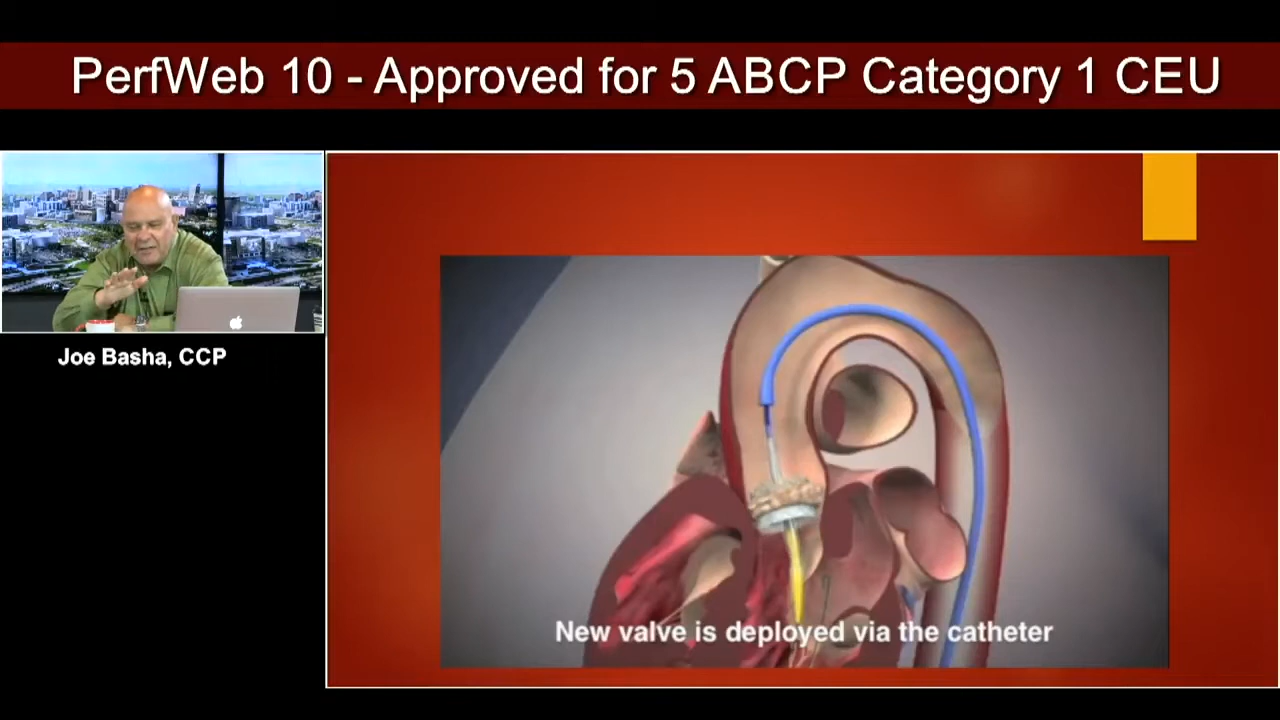 PerfWeb 10 - Approved for 5 ABCP Category 1 CEU
Joe Basha, CCP
New valve is deployed via the catheter